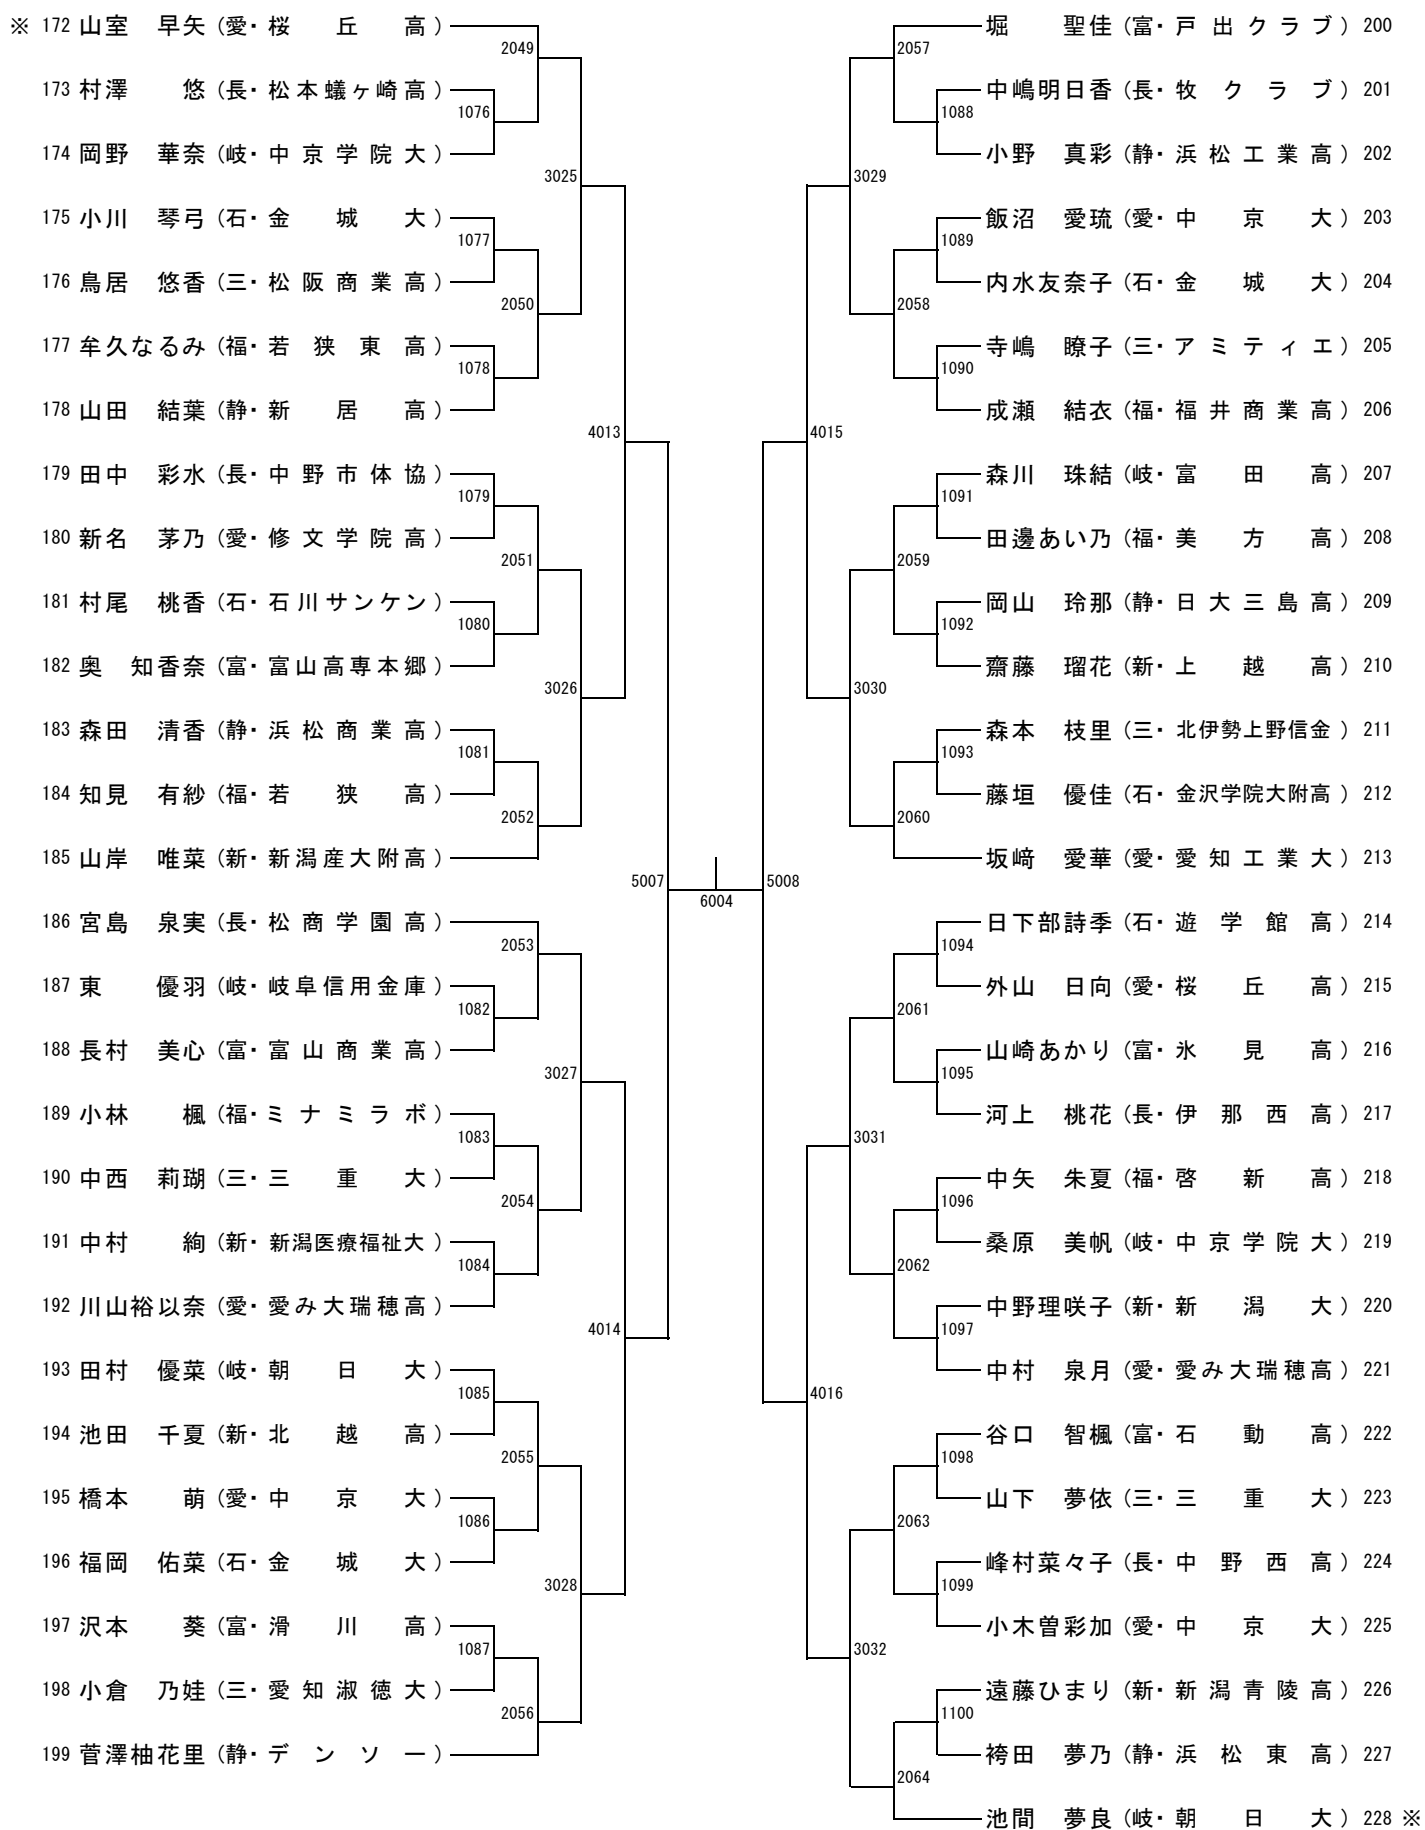 ※ 172 山室 早矢 (愛・桜丘高)
2049
173 村澤 悠 (長・松本蟻ヶ崎高)
1076
174 岡野 華奈 (岐・中京学院大)
3025
175 小川 琴弓 (石・金城大)
1077
176 鳥居 悠香 (三・松阪商業高)
2050
177 牟久なるみ (福・若狭東高)
1078
178 山田 結葉 (静・新居高)
4013
179 田中 彩水 (長・中野市体協)
1079
180 新名 茅乃 (愛・修文学院高)
2051
181 村尾 桃香 (石・石川サンケン)
1080
182 奥 知香奈 (富・富山高専本郷)
3026
183 森田 清香 (静・浜松商業高)
1081
184 知見 有紗 (福・若狭高)
2052
185 山岸 唯菜 (新・新潟産大附高)
5007
186 宮島 泉実 (長・松商学園高)
2053
187 東 優羽 (岐・岐阜信用金庫)
1082
188 長村 美心 (富・富山商業高)
3027
189 小林 楓 (福・ミナミラボ)
1083
190 中西 莉瑚 (三・三重大)
2054
191 中村 絢 (新・新潟医療福祉大)
1084
192 川山裕以奈 (愛・愛み大瑞穂高)
4014
193 田村 優菜 (岐・朝日大)
1085
194 池田 千夏 (新・北越高)
2055
195 橋本 萌 (愛・中京大)
1086
196 福岡 佑菜 (石・金城大)
3028
197 沢本 葵 (富・滑川高)
1087
198 小倉 乃娃 (三・愛知淑徳大)
2056
199 菅澤柚花里 (静・デンソー)
6004
堀 聖佳 (富・戸出クラブ) 200
2057
中嶋明日香 (長・牧クラブ) 201
1088
小野 真彩 (静・浜松工業高) 202
3029
飯沼 愛琉 (愛・中京大) 203
1089
内水友奈子 (石・金城大) 204
2058
寺嶋 瞭子 (三・アミティエ) 205
1090
成瀬 結衣 (福・福井商業高) 206
4015
森川 珠結 (岐・富田高) 207
1091
田邊あい乃 (福・美方高) 208
2059
岡山 玲那 (静・日大三島高) 209
1092
齋藤 瑠花 (新・上越高) 210
3030
森本 枝里 (三・北伊勢上野信金) 211
1093
藤垣 優佳 (石・金沢学院大附高) 212
2060
坂﨑 愛華 (愛・愛知工業大) 213
5008
日下部詩季 (石・遊学館高) 214
1094
外山 日向 (愛・桜丘高) 215
2061
山崎あかり (富・氷見高) 216
1095
河上 桃花 (長・伊那西高) 217
3031
中矢 朱夏 (福・啓新高) 218
1096
桑原 美帆 (岐・中京学院大) 219
2062
中野理咲子 (新・新潟大) 220
1097
中村 泉月 (愛・愛み大瑞穂高) 221
4016
谷口 智楓 (富・石動高) 222
1098
山下 夢依 (三・三重大) 223
2063
峰村菜々子 (長・中野西高) 224
1099
小木曽彩加 (愛・中京大) 225
3032
遠藤ひまり (新・新潟青陵高) 226
1100
袴田 夢乃 (静・浜松東高) 227
2064
池間 夢良 (岐・朝日大) 228 ※